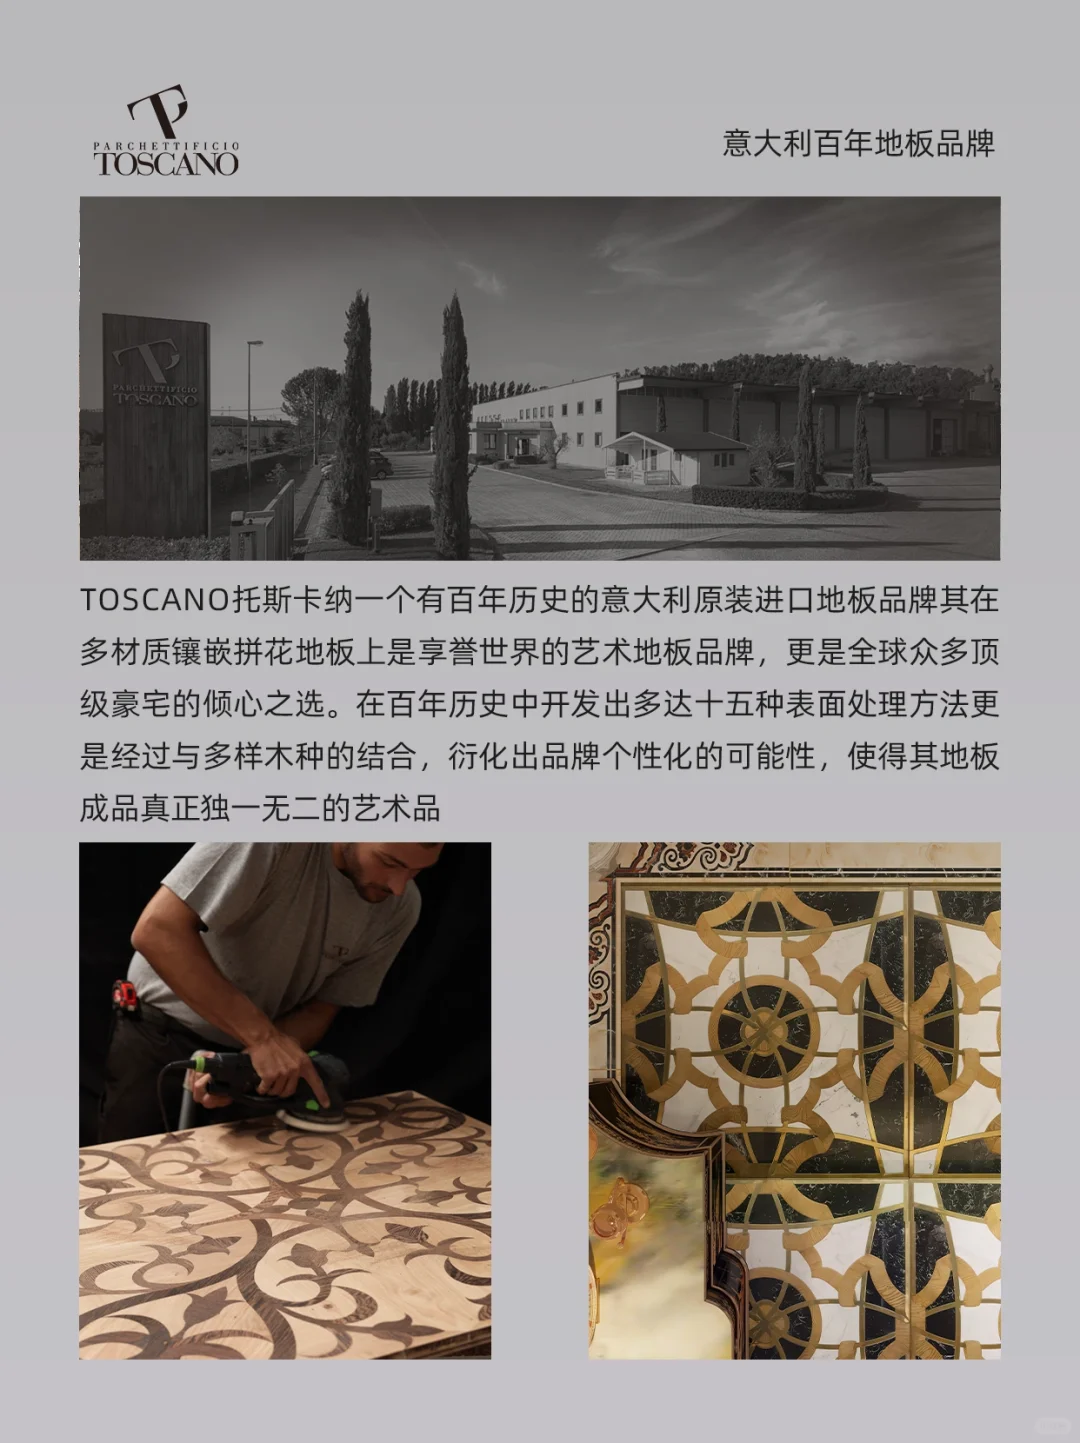 PARCHETTIFICIO
TOSCANO
意大利百年地板品牌
PARCHETTIFICIO
TOSCANO
TOSCANO托斯卡纳一个有百年历史的意大利原装进口地板品牌其在
多材质镶嵌拼花地板上是享誉世界的艺术地板品牌，更是全球众多顶
级豪宅的倾心之选。在百年历史中开发出多达十五种表面处理方法更
是经过与多样木种的结合，衍化出品牌个性化的可能性，使得其地板
成品真正独一无二的艺术品